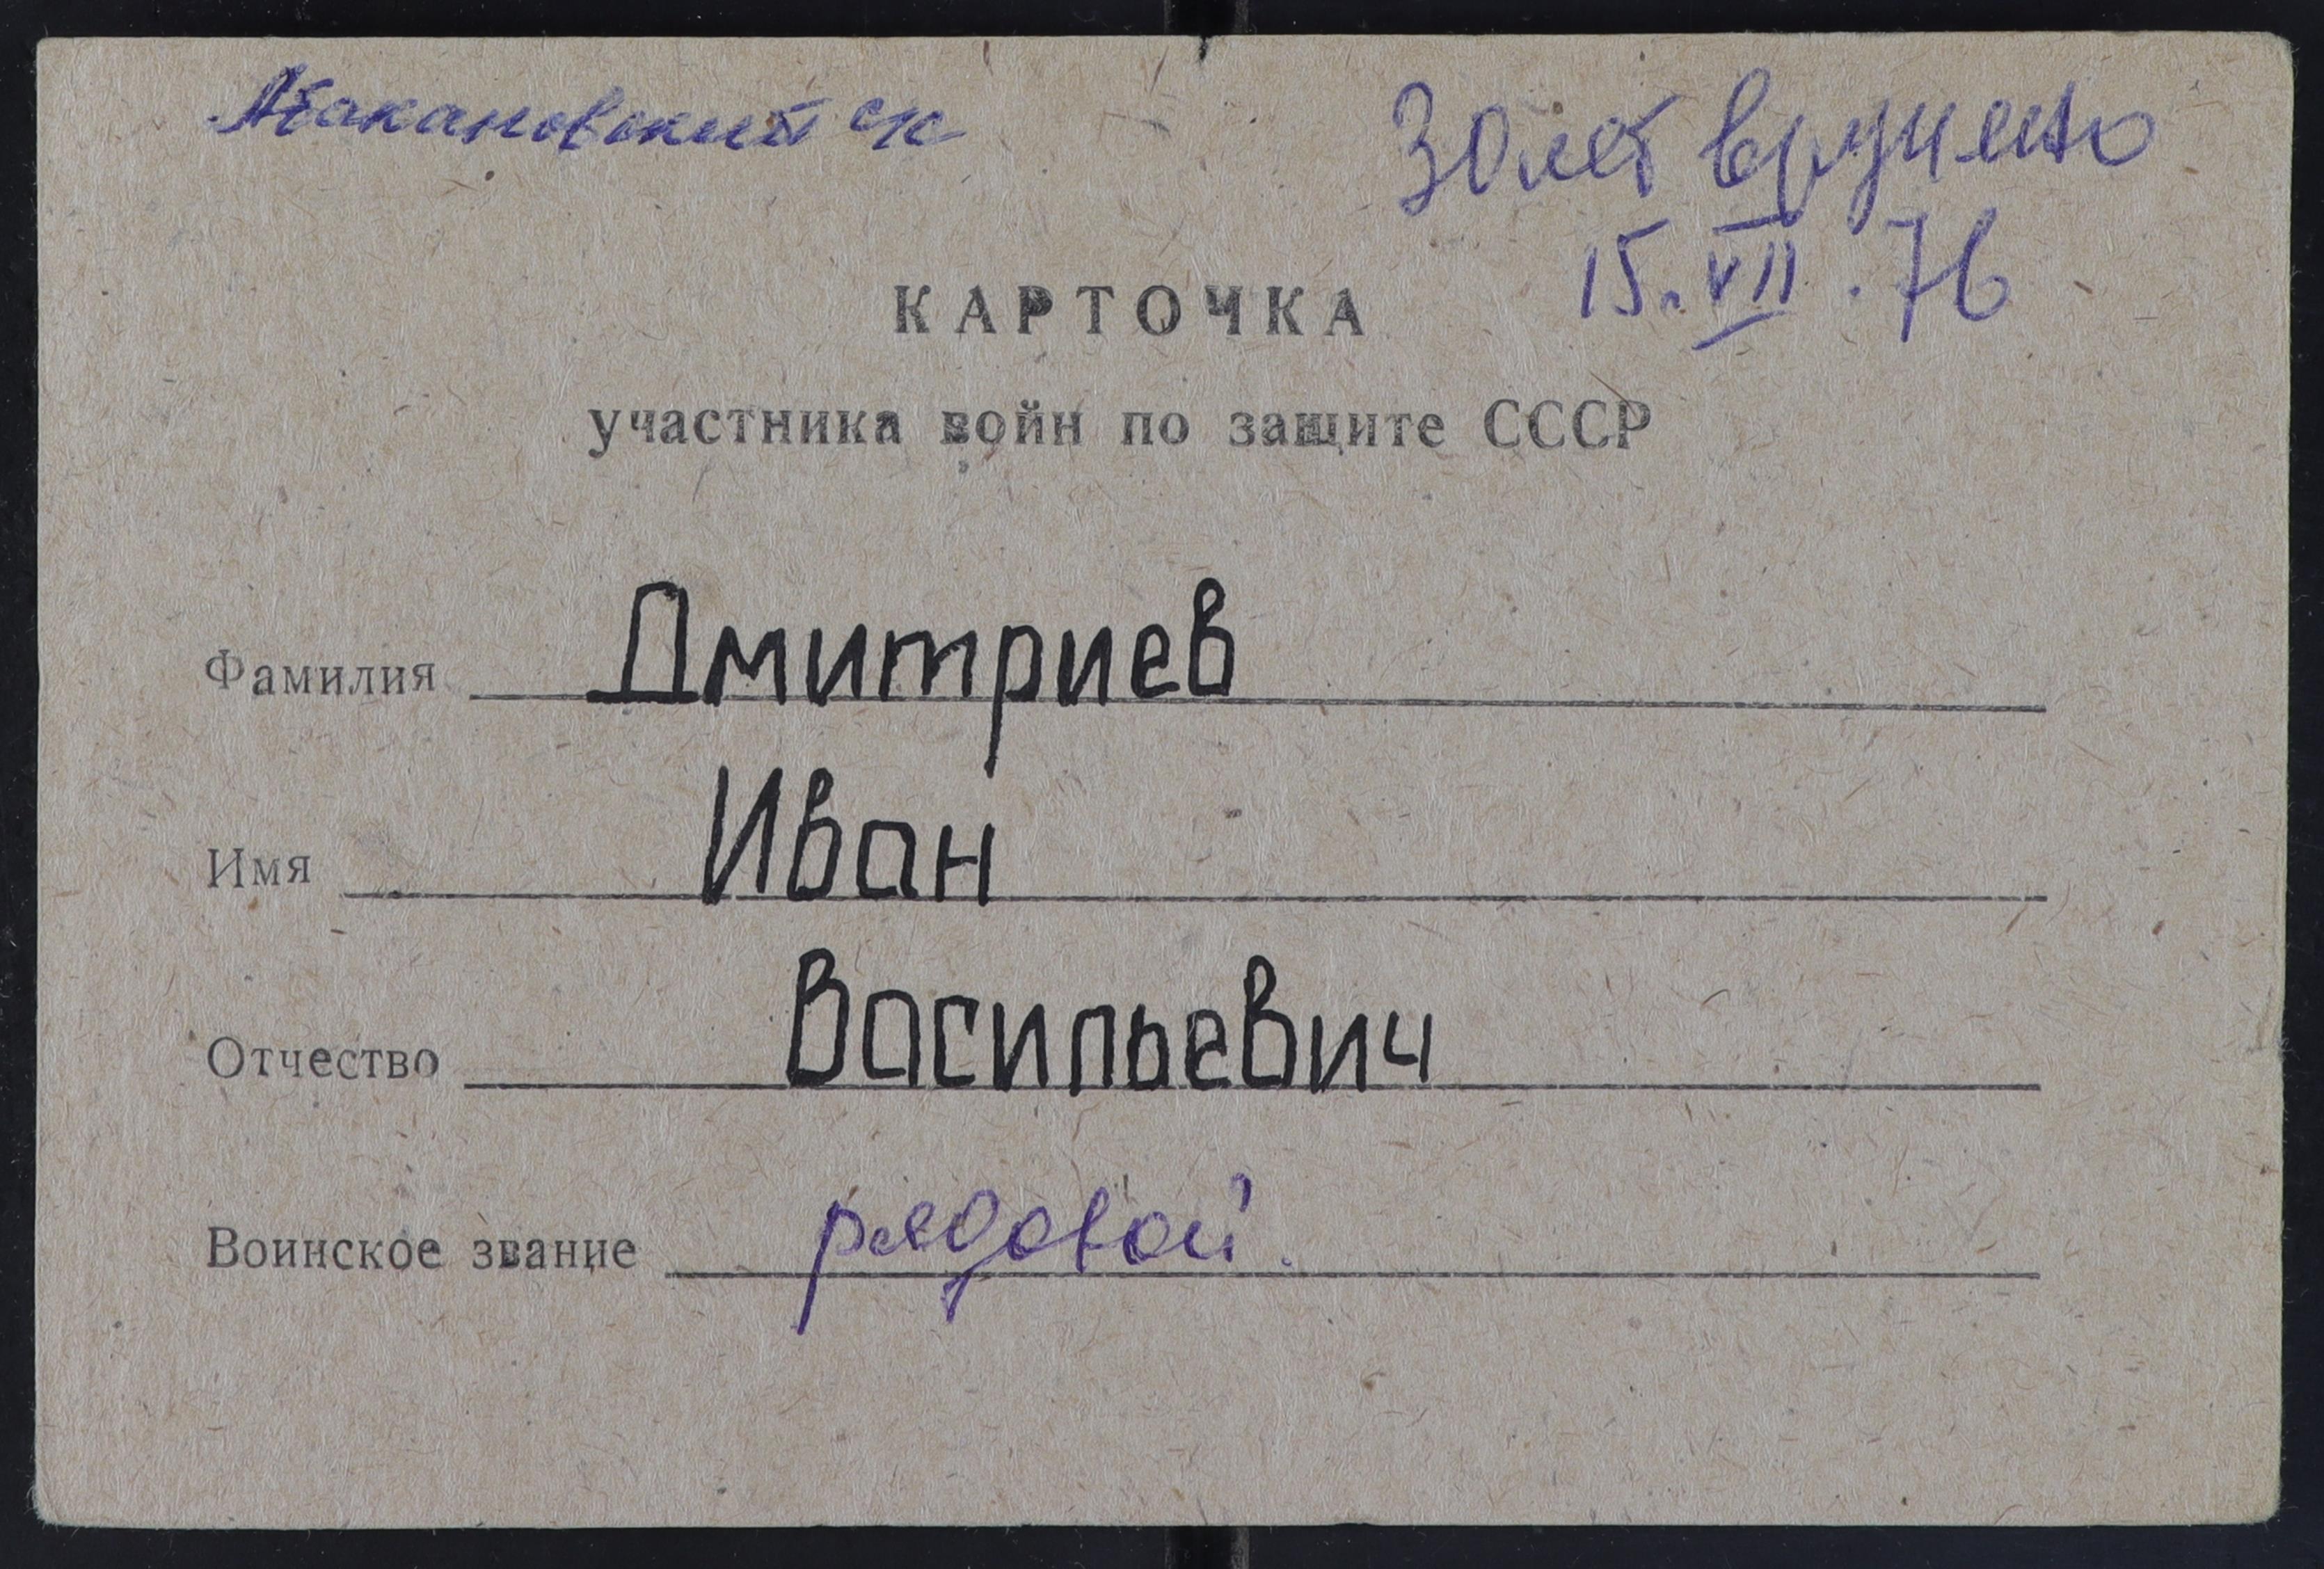 Абакановский с/с
30 лет вручено
15.VII.76
КАРТОЧКА
участника войн по защите СССР
Фамилия Дмитриев
Имя Иван
Отчество Васильевич
Воинское звание рядовой.